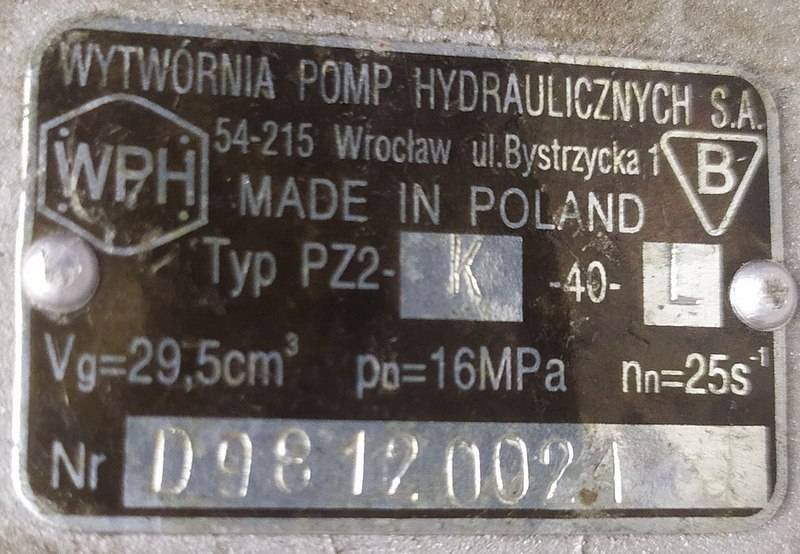 WYTWÓRNIA POMP HYDRAULICZNYCH S.A.
WPH
54-215 Wrocław ul.Bystrzycka 1
B
MADE IN POLAND
Typ PZ2- K -40- L
Vg=29,5cm³ pn=16MPa nn=25s⁻¹
Nr D98120021